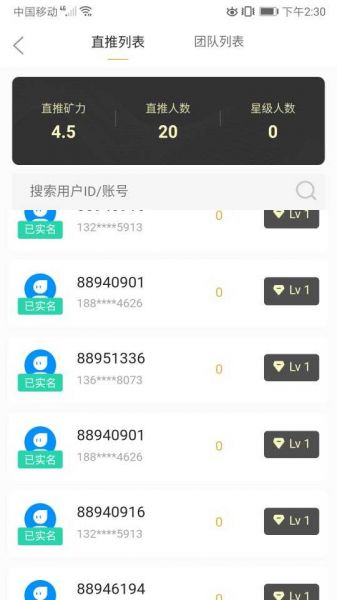 中国移动 4G 下午2:30
直推列表 团队列表
直推矿力 直推人数 星级人数
4.5 20 0
搜索用户ID/账号
已实名 132****5913 0 Lv 1
88940901
已实名 188****4626 0 Lv 1
88951336
已实名 136****8073 0 Lv 1
88940901
已实名 188****4626 0 Lv 1
88940916
已实名 132****5913 0 Lv 1
88946194
0 Lv 1